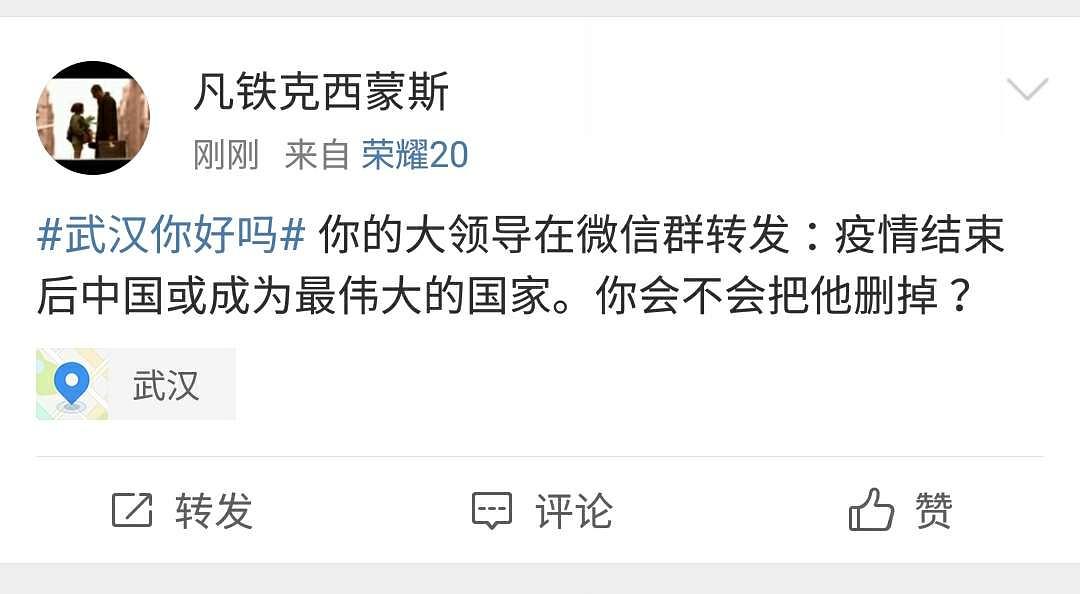 凡铁克西蒙斯
刚刚 来自 荣耀20
#武汉你好吗# 你的大领导在微信群转发：疫情结束
后中国或成为最伟大的国家。你会不会把他删掉？
武汉
转发 评论 赞